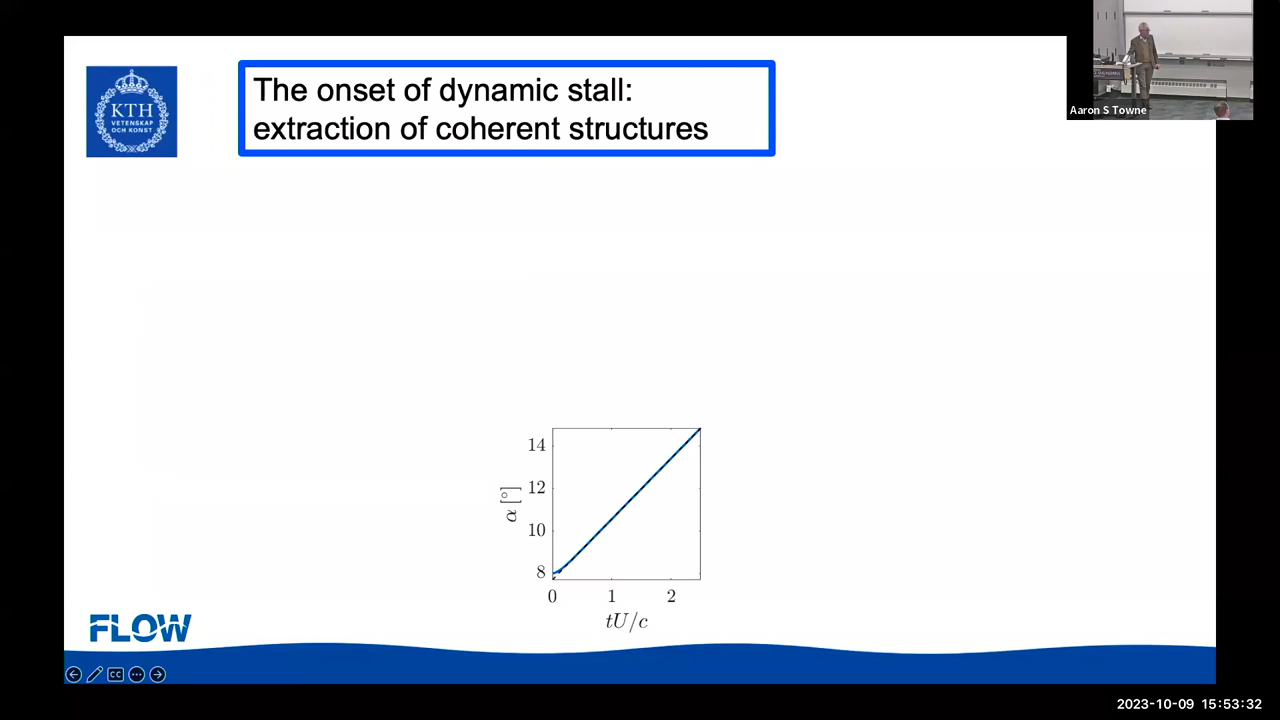 The onset of dynamic stall:
extraction of coherent structures
KTH
VETENSKAP
OCH KONST
Aaron S Towne
14
12
10
8
α [°]
0 1 2
tU/c
FLOW
CC
2023-10-09 15:53:32